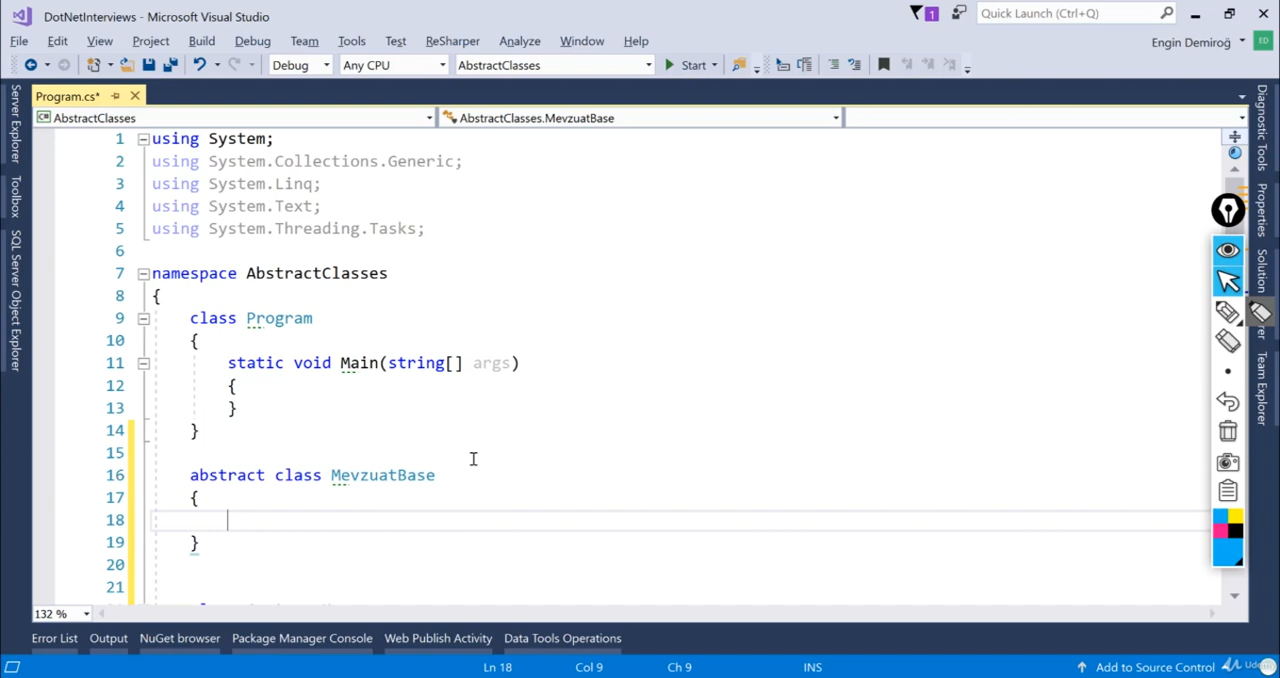 DotNetInterviews - Microsoft Visual Studio
1
Quick Launch (Ctrl+Q)
File Edit View Project Build Debug Team Tools Test ReSharper Analyze Window Help
Engin Demiroğ ED
Debug Any CPU AbstractClasses Start
Program.cs*
AbstractClasses AbstractClasses.MevzuatBase
1 using System;
2 using System.Collections.Generic;
3 using System.Linq;
4 using System.Text;
5 using System.Threading.Tasks;
6
7 namespace AbstractClasses
8 {
9 class Program
10 {
11 static void Main(string[] args)
12 {
13 }
14 }
15
16 abstract class MevzuatBase
17 {
18
19 }
20
21
Server Explorer
Toolbox
SQL Server Object Explorer
Diagnostic Tools
Properties
Solution
Team Explorer
132 %
Error List Output NuGet browser Package Manager Console Web Publish Activity Data Tools Operations
Ln 18 Col 9 Ch 9 INS Add to Source Control